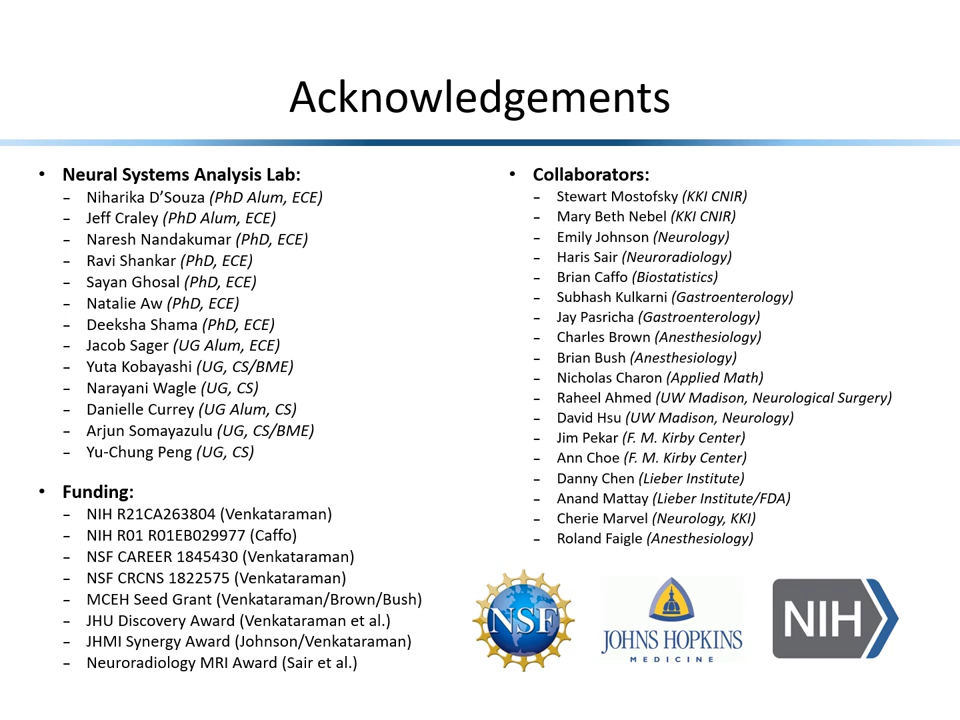 Acknowledgements
• Neural Systems Analysis Lab:
– Niharika D’Souza (PhD Alum, ECE)
– Jeff Craley (PhD Alum, ECE)
– Naresh Nandakumar (PhD, ECE)
– Ravi Shankar (PhD, ECE)
– Sayan Ghosal (PhD, ECE)
– Natalie Aw (PhD, ECE)
– Deeksha Shama (PhD, ECE)
– Jacob Sager (UG Alum, ECE)
– Yuta Kobayashi (UG, CS/BME)
– Narayani Wagle (UG, CS)
– Danielle Currey (UG Alum, CS)
– Arjun Somayazulu (UG, CS/BME)
– Yu-Chung Peng (UG, CS)
• Funding:
– NIH R21CA263804 (Venkataraman)
– NIH R01 R01EB029977 (Caffo)
– NSF CAREER 1845430 (Venkataraman)
– NSF CRCNS 1822575 (Venkataraman)
– MCEH Seed Grant (Venkataraman/Brown/Bush)
– JHU Discovery Award (Venkataraman et al.)
– JHMI Synergy Award (Johnson/Venkataraman)
– Neuroradiology MRI Award (Sair et al.)
• Collaborators:
– Stewart Mostofsky (KKI CNIR)
– Mary Beth Nebel (KKI CNIR)
– Emily Johnson (Neurology)
– Haris Sair (Neuroradiology)
– Brian Caffo (Biostatistics)
– Subhash Kulkarni (Gastroenterology)
– Jay Pasricha (Gastroenterology)
– Charles Brown (Anesthesiology)
– Brian Bush (Anesthesiology)
– Nicholas Charon (Applied Math)
– Raheel Ahmed (UW Madison, Neurological Surgery)
– David Hsu (UW Madison, Neurology)
– Jim Pekar (F. M. Kirby Center)
– Ann Choe (F. M. Kirby Center)
– Danny Chen (Lieber Institute)
– Anand Mattay (Lieber Institute/FDA)
– Cherie Marvel (Neurology, KKI)
– Roland Faigle (Anesthesiology)
NSF
JOHNS HOPKINS
MEDICINE
NIH